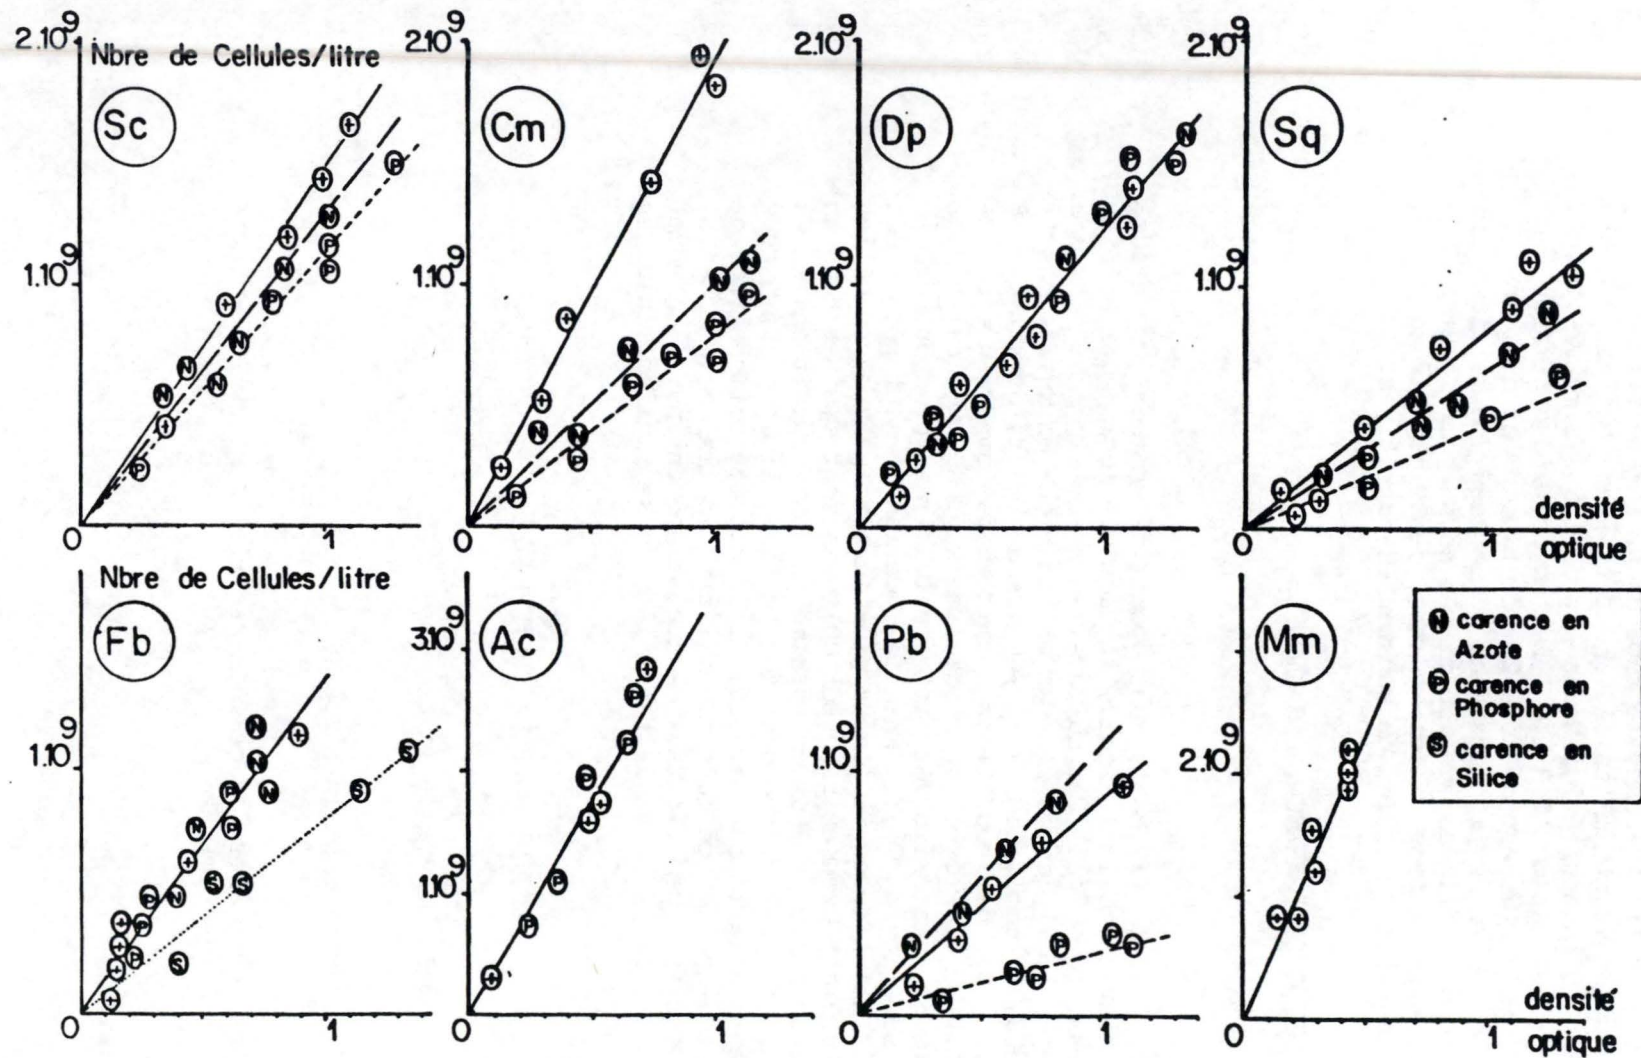 2.10⁹ 2.10⁹ 2.10⁹ 2.10⁹
Nbre de Cellules/litre
Sc Cm Dp Sq
1.10⁹ 1.10⁹ 1.10⁹ 1.10⁹
densité
0 1 0 1 0 1 0 1 optique
Nbre de Cellules/litre
Fb Ac Pb Mm
3.10⁹
1.10⁹ 1.10⁹ 2.10⁹
1.10⁹
N carence en
Azote
P carence en
Phosphore
S carence en
Silice
densité
0 1 0 1 0 1 0 1 optique